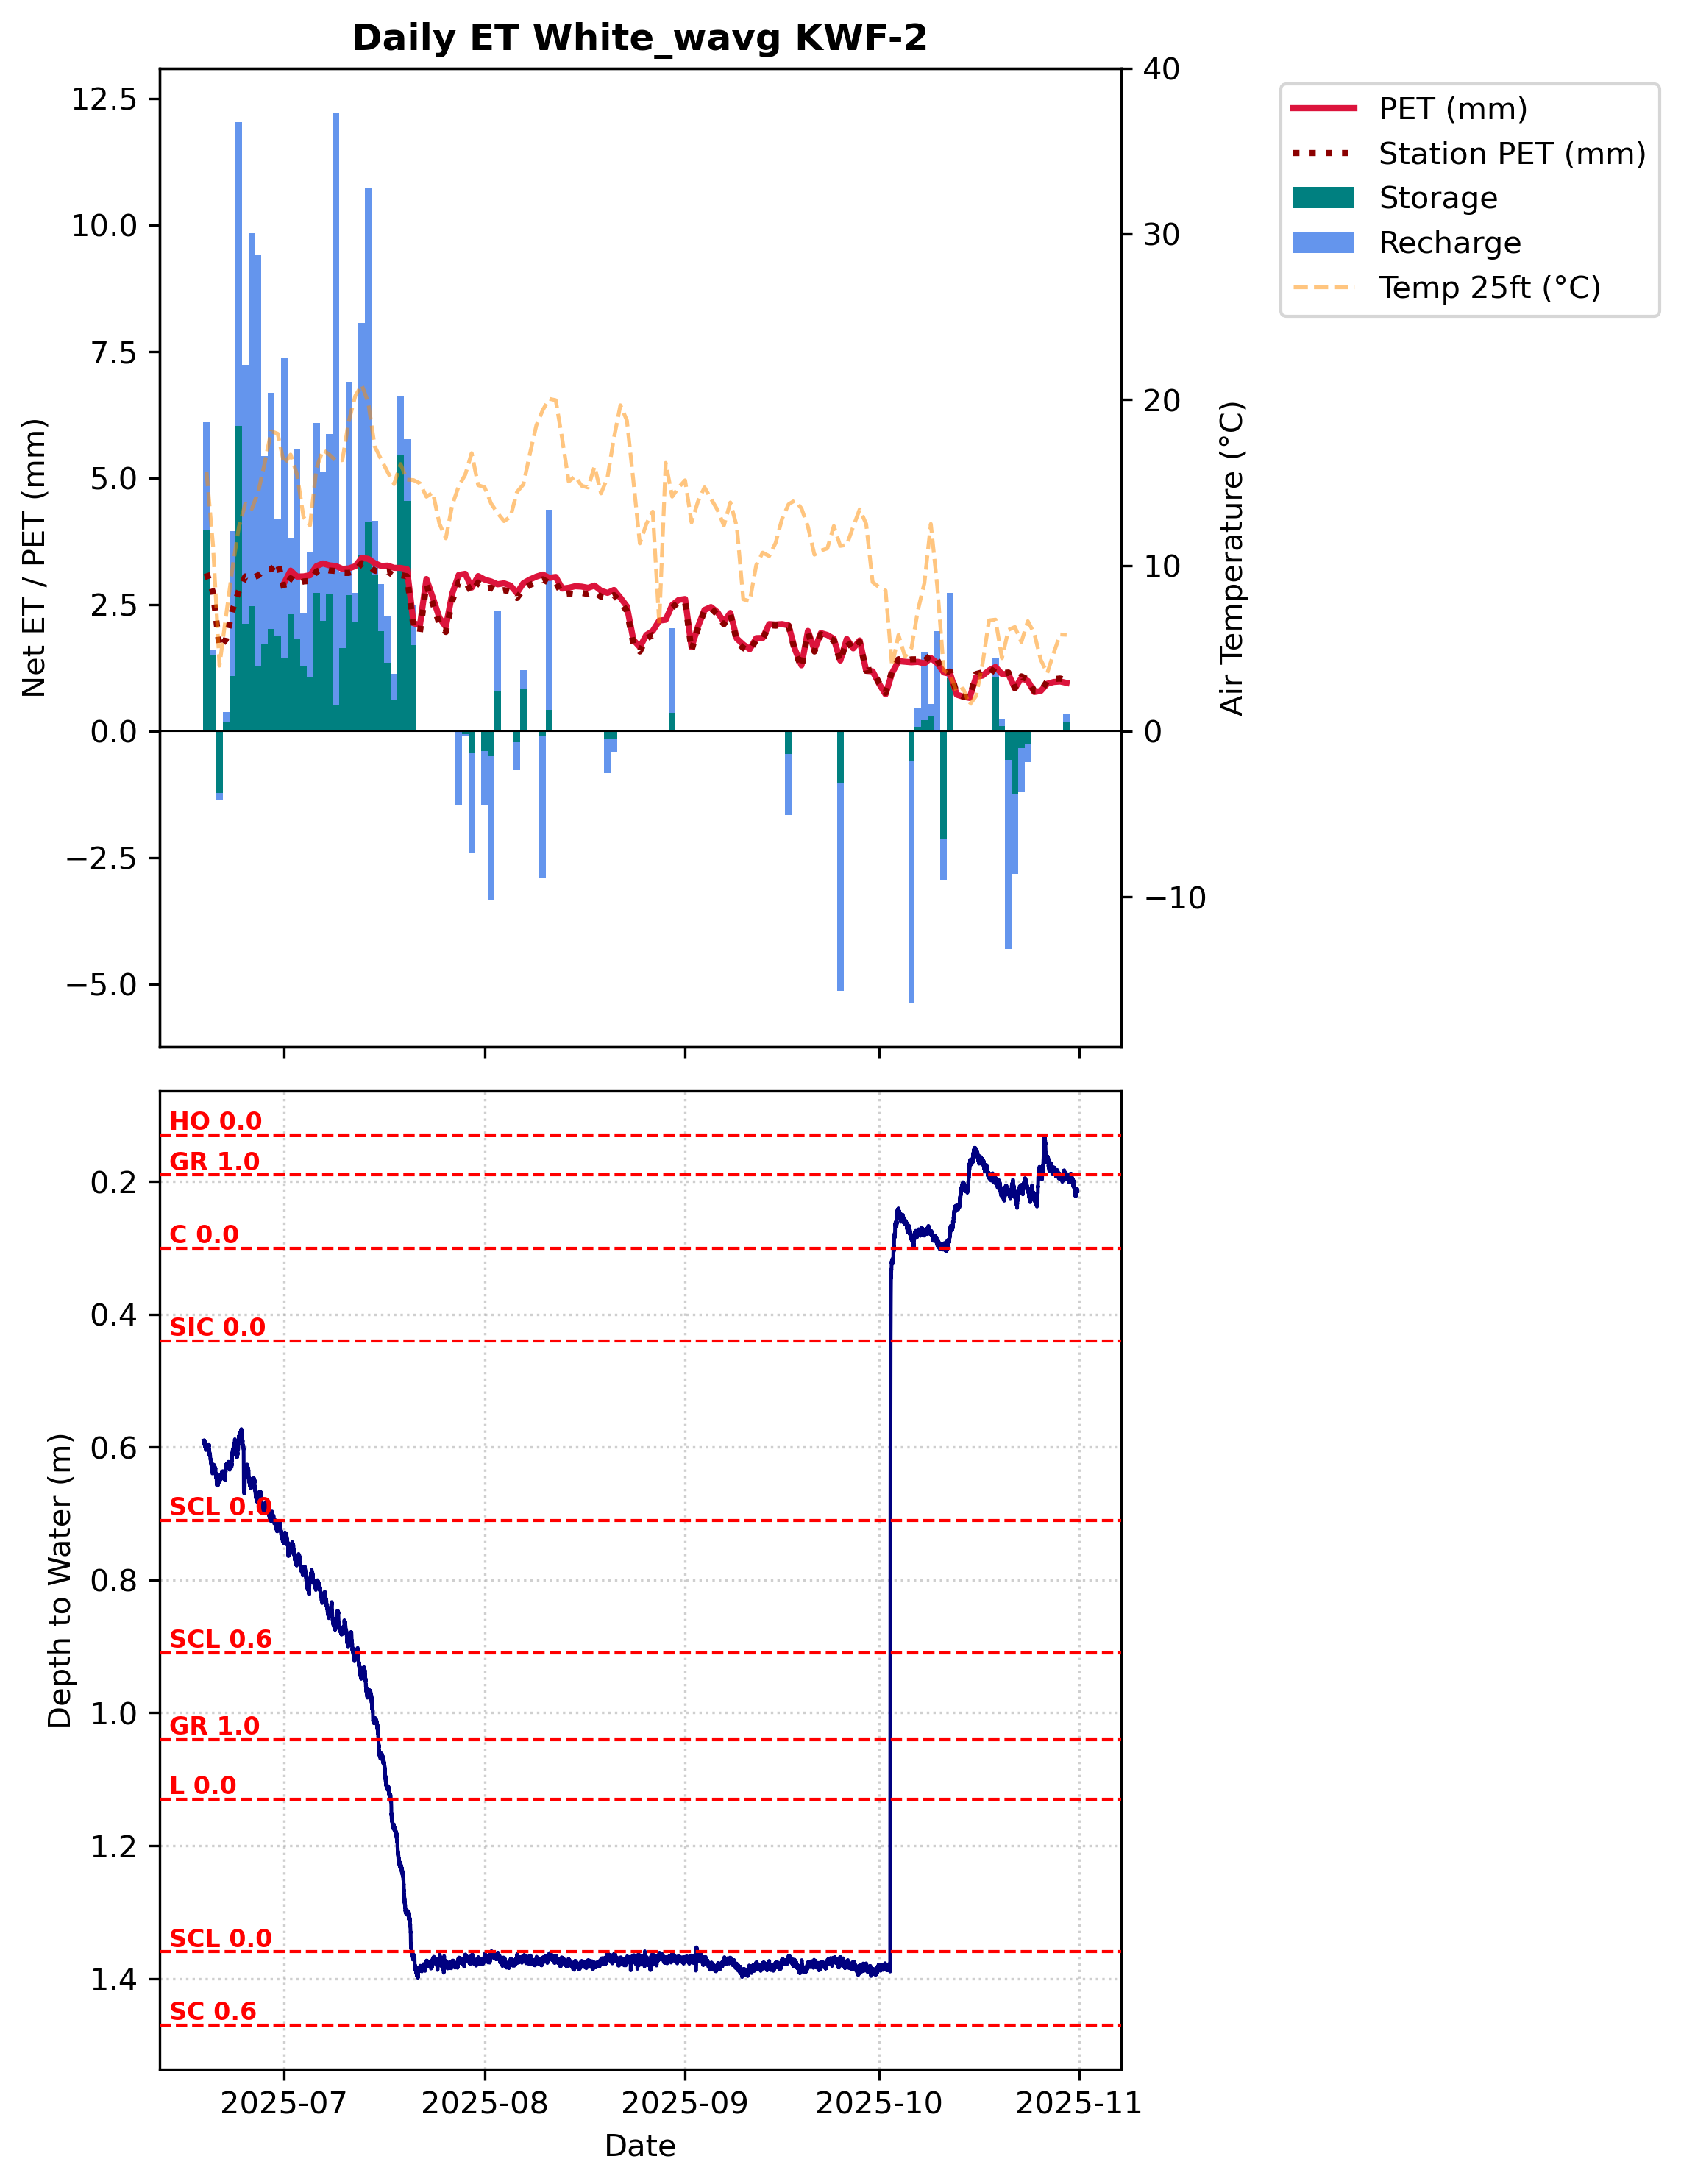 Daily ET White_wavg KWF-2
12.5
10.0
7.5
5.0
2.5
0.0
−2.5
−5.0
Net ET / PET (mm)
40
30
20
10
0
−10
Air Temperature (°C)
PET (mm)
Station PET (mm)
Storage
Recharge
Temp 25ft (°C)
HO 0.0
GR 1.0
C 0.0
SIC 0.0
SCL 0.0
SCL 0.6
GR 1.0
L 0.0
SCL 0.0
SC 0.6
0.2
0.4
0.6
0.8
1.0
1.2
1.4
Depth to Water (m)
2025-07
2025-08
2025-09
2025-10
2025-11
Date